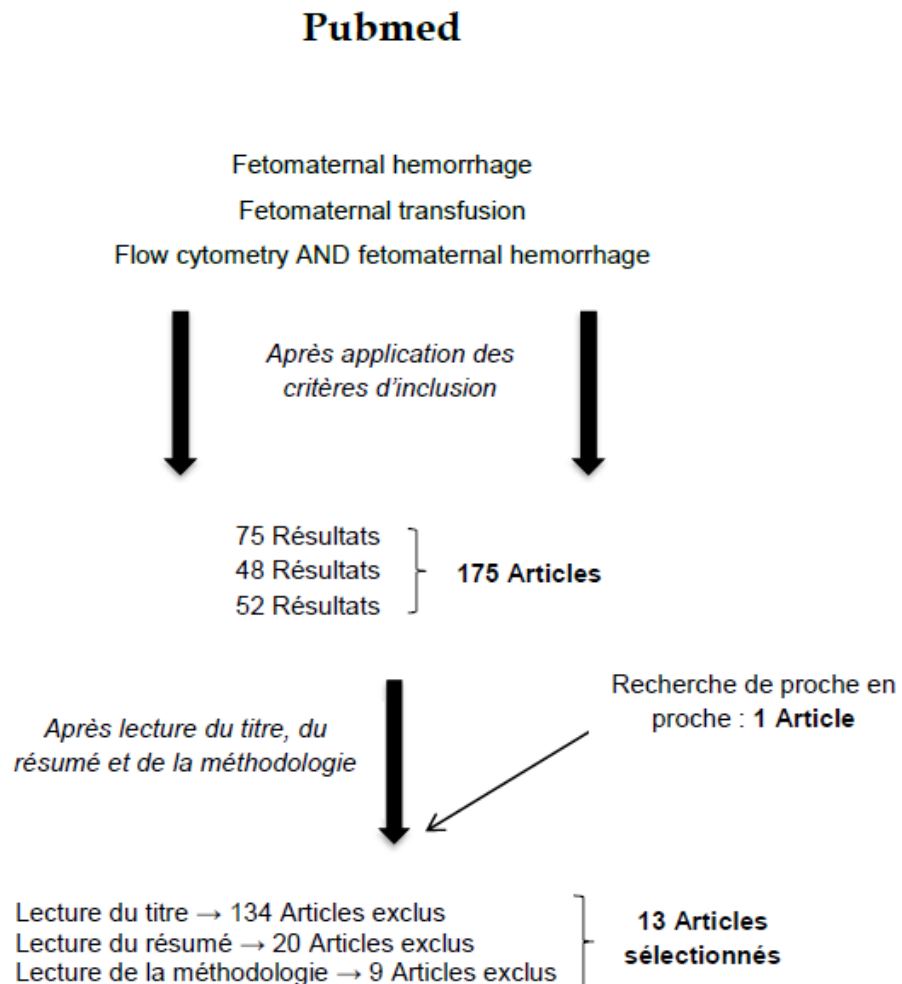 Pubmed
Fetomaternal hemorrhage
Fetomaternal transfusion
Flow cytometry AND fetomaternal hemorrhage
Après application des
critères d'inclusion
75 Résultats
48 Résultats
52 Résultats
175 Articles
Recherche de proche en
proche : 1 Article
Après lecture du titre, du
résumé et de la méthodologie
Lecture du titre → 134 Articles exclus
Lecture du résumé → 20 Articles exclus
Lecture de la méthodologie → 9 Articles exclus
13 Articles
sélectionnés